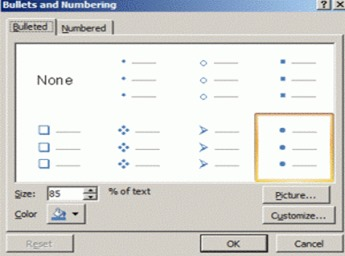 Bullets and Numbering
Bulleted Numbered
None
Size: 85 % of text
Picture...
Color
Customize...
Reset OK Cancel